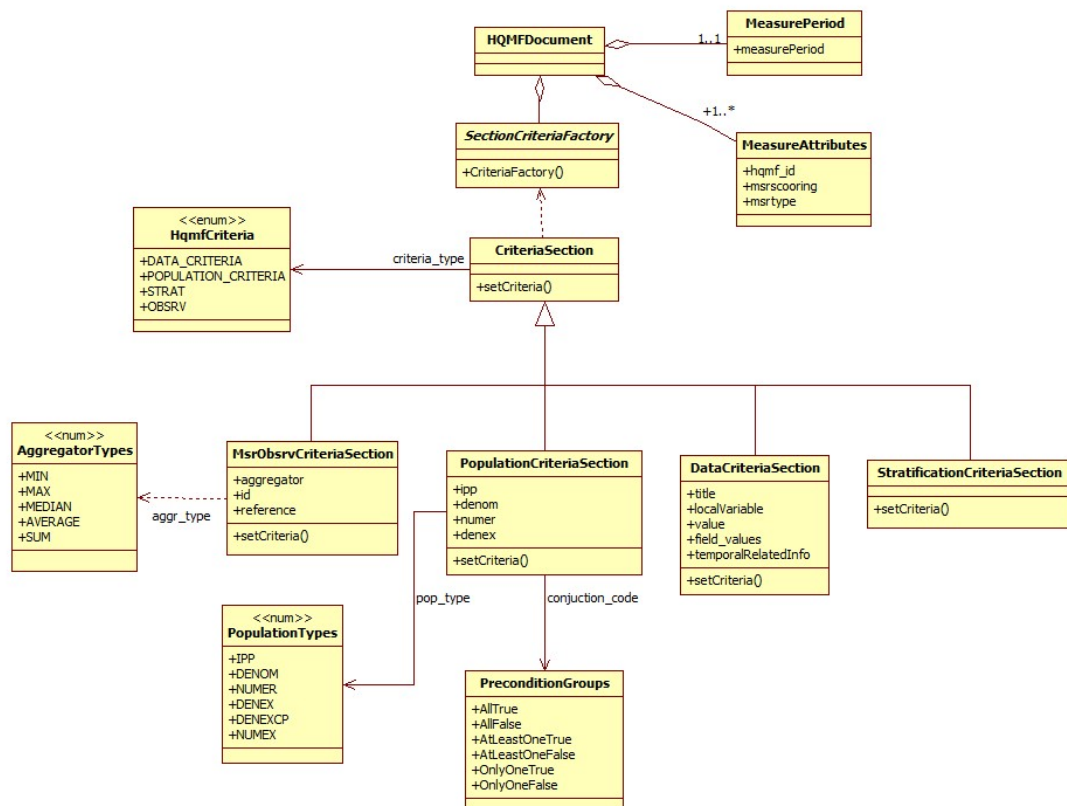 HQMFDocument
1..1
MeasurePeriod
+measurePeriod
+1..*
MeasureAttributes
+hqmf_id
+msrscooring
+msrtype
SectionCriteriaFactory
+CriteriaFactory()
<<enum>>
HqmfCriteria
+DATA_CRITERIA
+POPULATION_CRITERIA
+STRAT
+OBSRV
criteria_type
CriteriaSection
+setCriteria()
<<num>>
AggregatorTypes
+MIN
+MAX
+MEDIAN
+AVERAGE
+SUM
aggr_type
MsrObsrvCriteriaSection
+aggregator
+id
+reference
+setCriteria()
PopulationCriteriaSection
+ipp
+denom
+numer
+denex
+setCriteria()
DataCriteriaSection
+title
+localVariable
+value
+field_values
+temporalRelatedInfo
+setCriteria()
StratificationCriteriaSection
+setCriteria()
pop_type
conjuction_code
<<num>>
PopulationTypes
+IPP
+DENOM
+NUMER
+DENEX
+DENEXCP
+NUMEX
PreconditionGroups
+AllTrue
+AllFalse
+AtLeastOneTrue
+AtLeastOneFalse
+OnlyOneTrue
+OnlyOneFalse